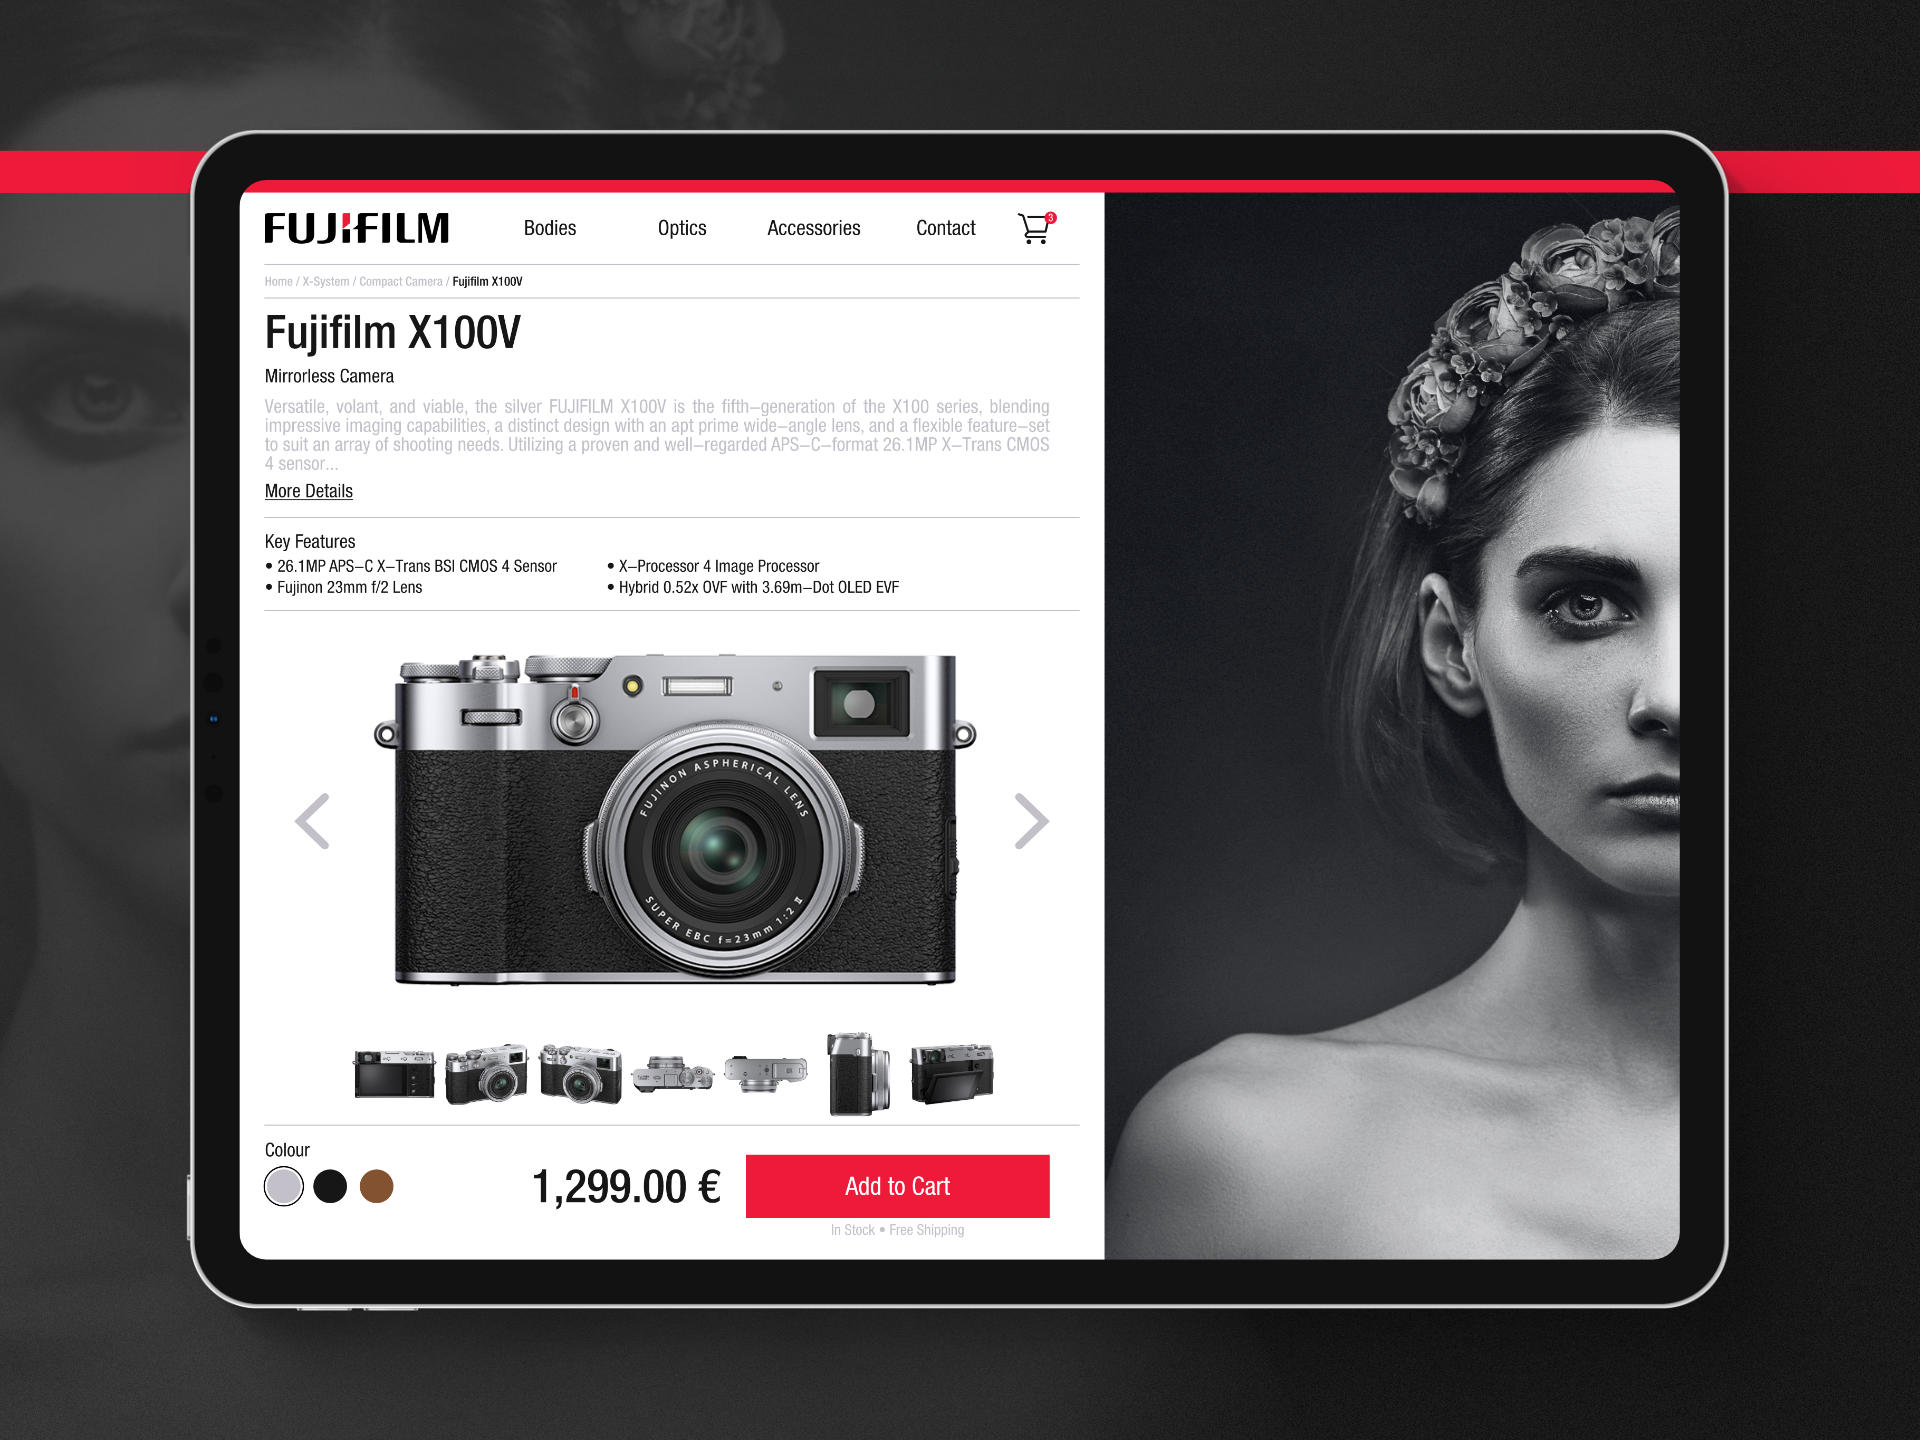 FUJIFILM
Bodies
Optics
Accessories
Contact
3
Home / X-System / Compact Camera / Fujifilm X100V
Fujifilm X100V
Mirrorless Camera
Versatile, volant, and viable, the silver FUJIFILM X100V is the fifth–generation of the X100 series, blending
impressive imaging capabilities, a distinct design with an apt prime wide–angle lens, and a flexible feature–set
to suit an array of shooting needs. Utilizing a proven and well–regarded APS–C–format 26.1MP X–Trans CMOS
4 sensor...
More Details
Key Features
• 26.1MP APS–C X–Trans BSI CMOS 4 Sensor
• Fujinon 23mm f/2 Lens
• X–Processor 4 Image Processor
• Hybrid 0.52x OVF with 3.69m–Dot OLED EVF
FUJINON ASPHERICAL LENS
SUPER EBC f=23mm 1:2 II
Colour
1,299.00 €
Add to Cart
In Stock • Free Shipping